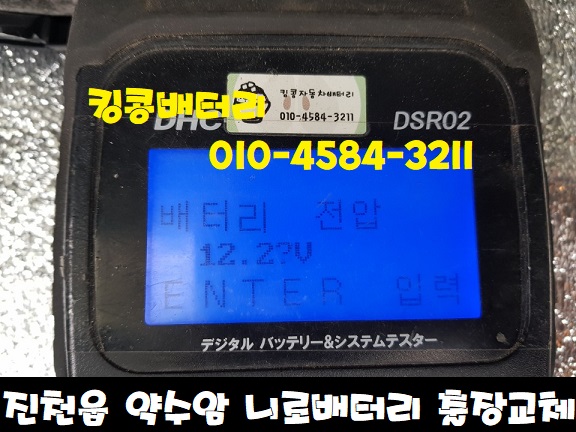 킹콩자동차배터리
010-4584-3211
킹콩배터리
DHC
DSR02
010-4584-3211
배터리 전압
12.2?V
ENTER 입력
デジタル バッテリー&システムテスター
진천읍 약수암 니로배터리 출장교체